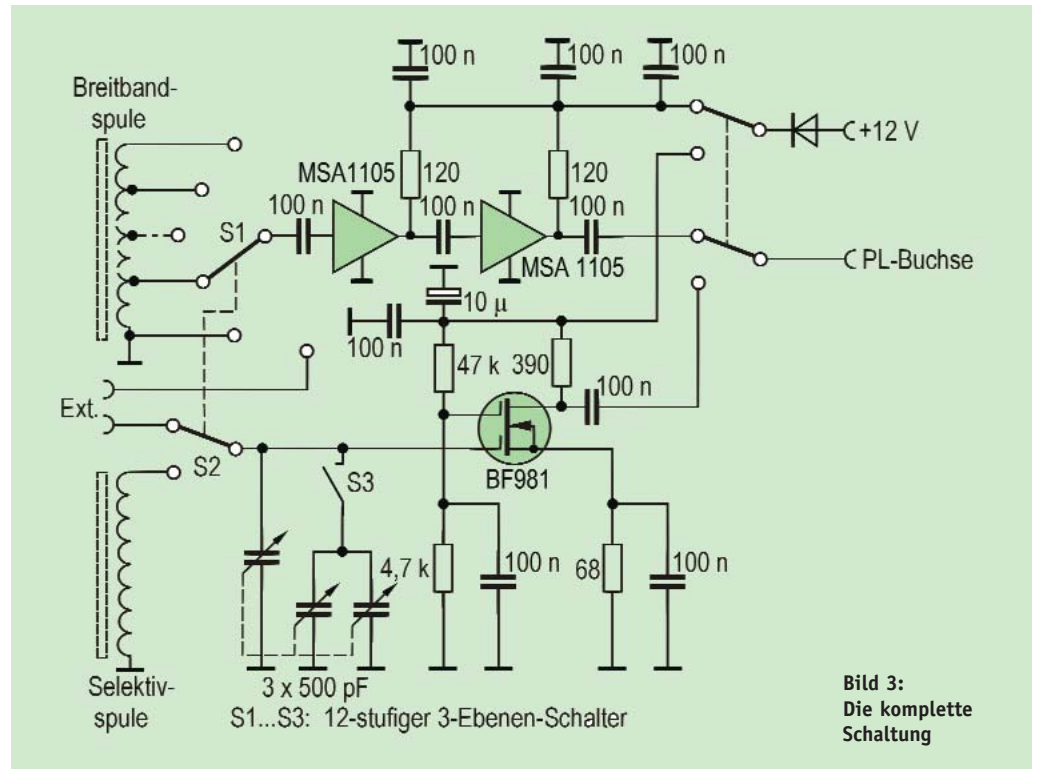 100 n
100 n
100 n
Breitband-
spule
+12 V
MSA1105
120
120
100 n
100 n
100 n
S1
MSA 1105
PL-Buchse
10 µ
100 n
47 k
390
100 n
Ext.
S2
S3
BF981
4,7 k
100 n
68
100 n
Selektiv-
spule
3 x 500 pF
S1...S3: 12-stufiger 3-Ebenen-Schalter
Bild 3:
Die komplette
Schaltung